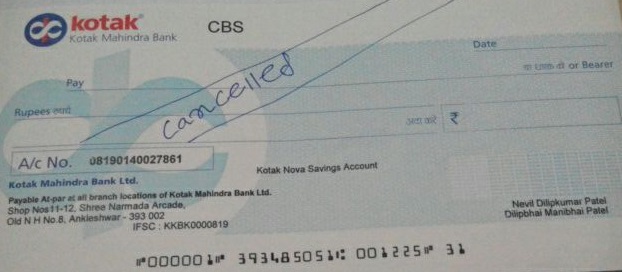 kotak
Kotak Mahindra Bank
CBS
Date
Pay
या धारक को or Bearer
Rupees रुपये
cancelled
अदा करें ₹
A/c No. 08190140027861
Kotak Nova Savings Account
Kotak Mahindra Bank Ltd.
Payable At-par at all branch locations of Kotak Mahindra Bank Ltd.
Shop Nos11-12, Shree Narmada Arcade,
Old N H No.8, Ankleshwar - 393 002
IFSC : KKBK0000819
Nevil Dilipkumar Patel
Dilipbhai Manibhai Patel
⑈000001⑈ 393485051⑆ 001225⑈ 31